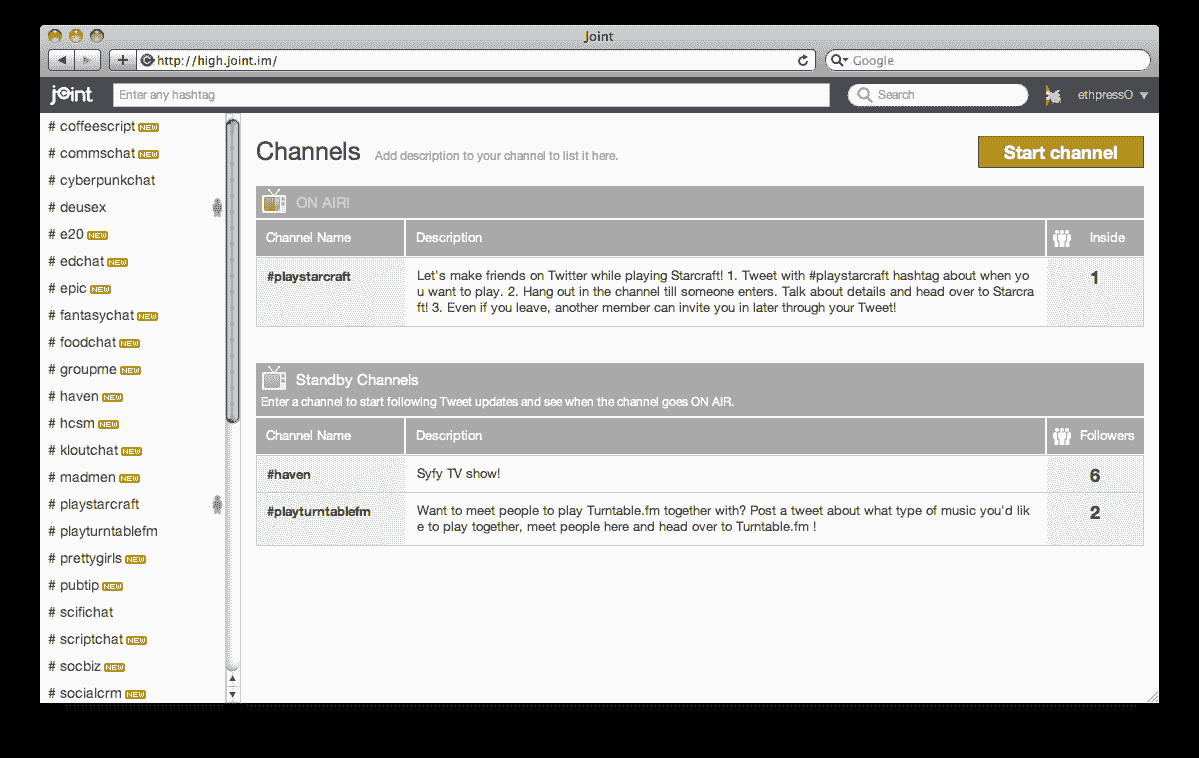 Joint
http://high.joint.im/
Google
joint
Enter any hashtag
Search
ethpressO
# coffeescript NEW
# commschat NEW
# cyberpunkchat
# deusex
# e20 NEW
# edchat NEW
# epic NEW
# fantasychat NEW
# foodchat NEW
# groupme NEW
# haven NEW
# hcsm NEW
# kloutchat NEW
# madmen NEW
# playstarcraft
# playturntablefm
# prettygirls NEW
# pubtip NEW
# scifichat
# scriptchat NEW
# socbiz NEW
# socialcrm NEW
Channels
Add description to your channel to list it here.
Start channel
ON AIR!
Channel Name
Description
Inside
#playstarcraft
Let's make friends on Twitter while playing Starcraft! 1. Tweet with #playstarcraft hashtag about when yo
u want to play. 2. Hang out in the channel till someone enters. Talk about details and head over to Starcra
ft! 3. Even if you leave, another member can invite you in later through your Tweet!
1
Standby Channels
Enter a channel to start following Tweet updates and see when the channel goes ON AIR.
Channel Name
Description
Followers
#haven
Syfy TV show!
6
#playturntablefm
Want to meet people to play Turntable.fm together with? Post a tweet about what type of music you'd lik
e to play together, meet people here and head over to Turntable.fm !
2